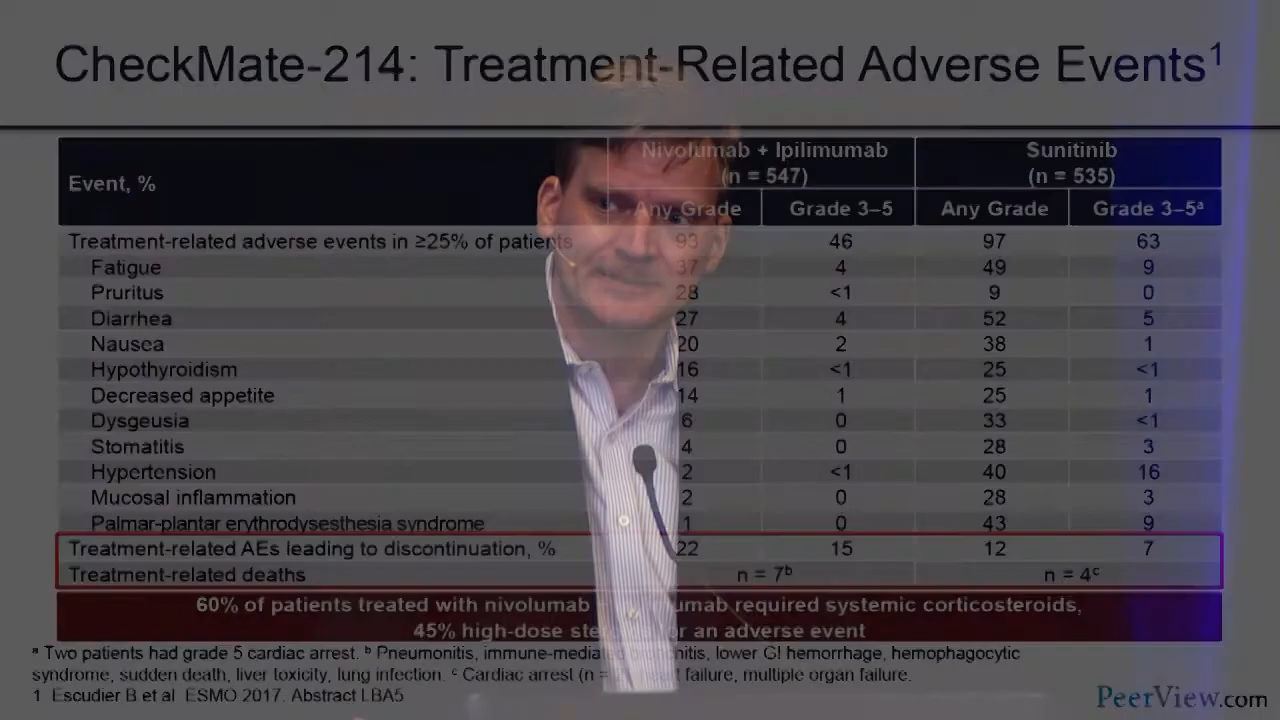 CheckMate-214: Treatment-Related Adverse Events¹
Event, %
Nivolumab + Ipilimumab
(n = 547)
Sunitinib
(n = 535)
Any Grade Grade 3–5 Any Grade Grade 3–5ᵃ
Treatment-related adverse events in ≥25% of patients 93 46 97 63
Fatigue 37 4 49 9
Pruritus 28 <1 9 0
Diarrhea 27 4 52 5
Nausea 20 2 38 1
Hypothyroidism 16 <1 25 <1
Decreased appetite 14 1 25 1
Dysgeusia 6 0 33 <1
Stomatitis 4 0 28 3
Hypertension 2 <1 40 16
Mucosal inflammation 2 0 28 3
Palmar-plantar erythrodysesthesia syndrome 1 0 43 9
Treatment-related AEs leading to discontinuation, % 22 15 12 7
Treatment-related deaths n = 7ᵇ n = 4ᶜ
60% of patients treated with nivolumab required systemic corticosteroids,
45% high-dose an adverse event
ᵃ Two patients had grade 5 cardiac arrest. ᵇ Pneumonitis, immune-mediated lower GI hemorrhage, hemophagocytic
syndrome, sudden death, liver toxicity, lung infection. ᶜ Cardiac arrest (n = failure, multiple organ failure.
1 Escudier B et al ESMO 2017. Abstract LBA5
PeerView.com